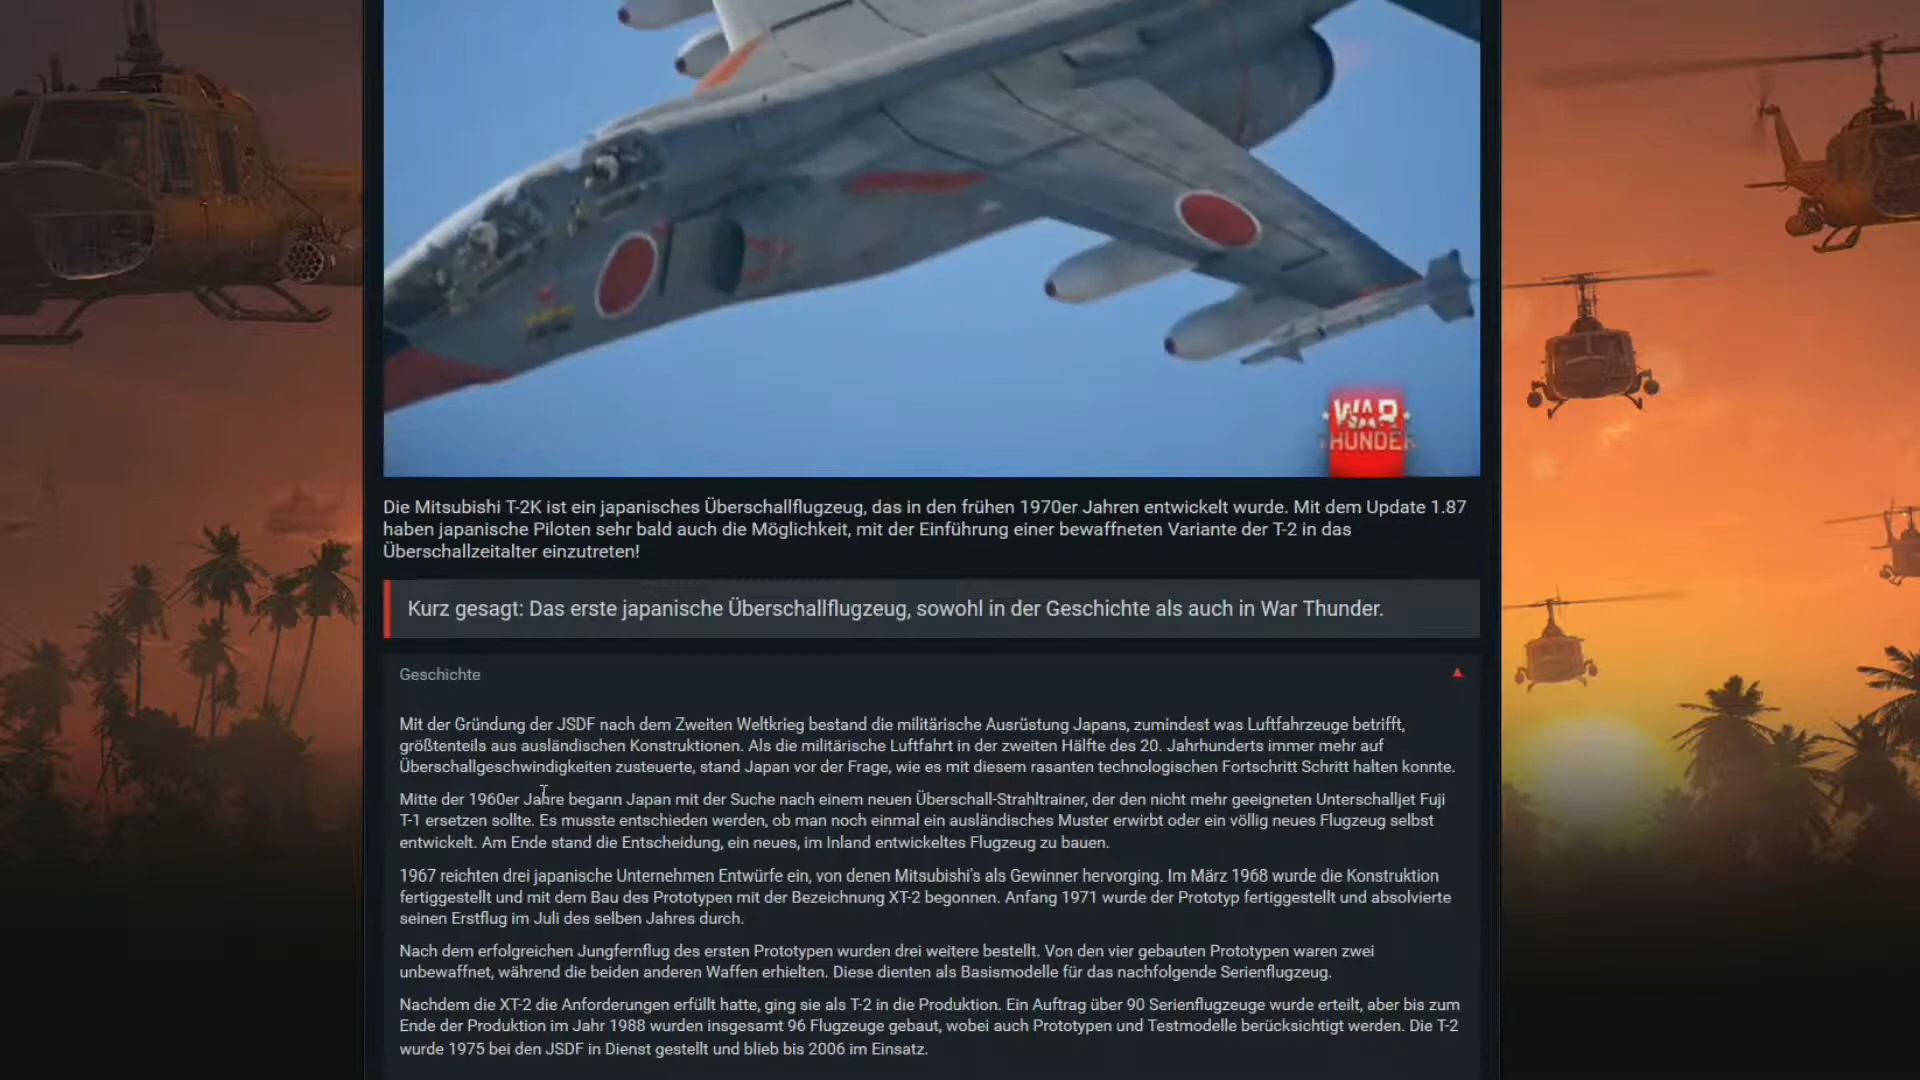 WAR
THUNDER
Die Mitsubishi T-2K ist ein japanisches Überschallflugzeug, das in den frühen 1970er Jahren entwickelt wurde. Mit dem Update 1.87
haben japanische Piloten sehr bald auch die Möglichkeit, mit der Einführung einer bewaffneten Variante der T-2 in das
Überschallzeitalter einzutreten!
Kurz gesagt: Das erste japanische Überschallflugzeug, sowohl in der Geschichte als auch in War Thunder.
Geschichte
Mit der Gründung der JSDF nach dem Zweiten Weltkrieg bestand die militärische Ausrüstung Japans, zumindest was Luftfahrzeuge betrifft,
größtenteils aus ausländischen Konstruktionen. Als die militärische Luftfahrt in der zweiten Hälfte des 20. Jahrhunderts immer mehr auf
Überschallgeschwindigkeiten zusteuerte, stand Japan vor der Frage, wie es mit diesem rasanten technologischen Fortschritt Schritt halten konnte.
Mitte der 1960er Jahre begann Japan mit der Suche nach einem neuen Überschall-Strahltrainer, der den nicht mehr geeigneten Unterschalljet Fuji
T-1 ersetzen sollte. Es musste entschieden werden, ob man noch einmal ein ausländisches Muster erwirbt oder ein völlig neues Flugzeug selbst
entwickelt. Am Ende stand die Entscheidung, ein neues, im Inland entwickeltes Flugzeug zu bauen.
1967 reichten drei japanische Unternehmen Entwürfe ein, von denen Mitsubishi's als Gewinner hervorging. Im März 1968 wurde die Konstruktion
fertiggestellt und mit dem Bau des Prototypen mit der Bezeichnung XT-2 begonnen. Anfang 1971 wurde der Prototyp fertiggestellt und absolvierte
seinen Erstflug im Juli des selben Jahres durch.
Nach dem erfolgreichen Jungfernflug des ersten Prototypen wurden drei weitere bestellt. Von den vier gebauten Prototypen waren zwei
unbewaffnet, während die beiden anderen Waffen erhielten. Diese dienten als Basismodelle für das nachfolgende Serienflugzeug.
Nachdem die XT-2 die Anforderungen erfüllt hatte, ging sie als T-2 in die Produktion. Ein Auftrag über 90 Serienflugzeuge wurde erteilt, aber bis zum
Ende der Produktion im Jahr 1988 wurden insgesamt 96 Flugzeuge gebaut, wobei auch Prototypen und Testmodelle berücksichtigt werden. Die T-2
wurde 1975 bei den JSDF in Dienst gestellt und blieb bis 2006 im Einsatz.